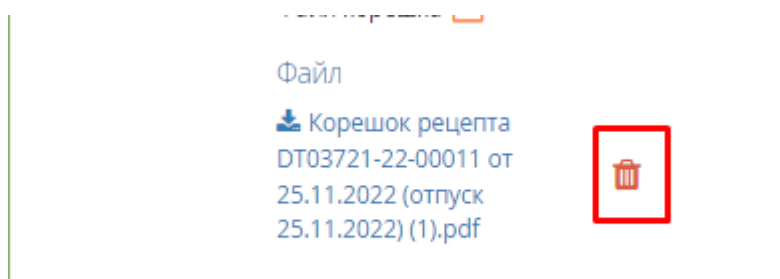 Файл
Корешок рецепта
DT03721-22-00011 от
25.11.2022 (отпуск
25.11.2022) (1).pdf